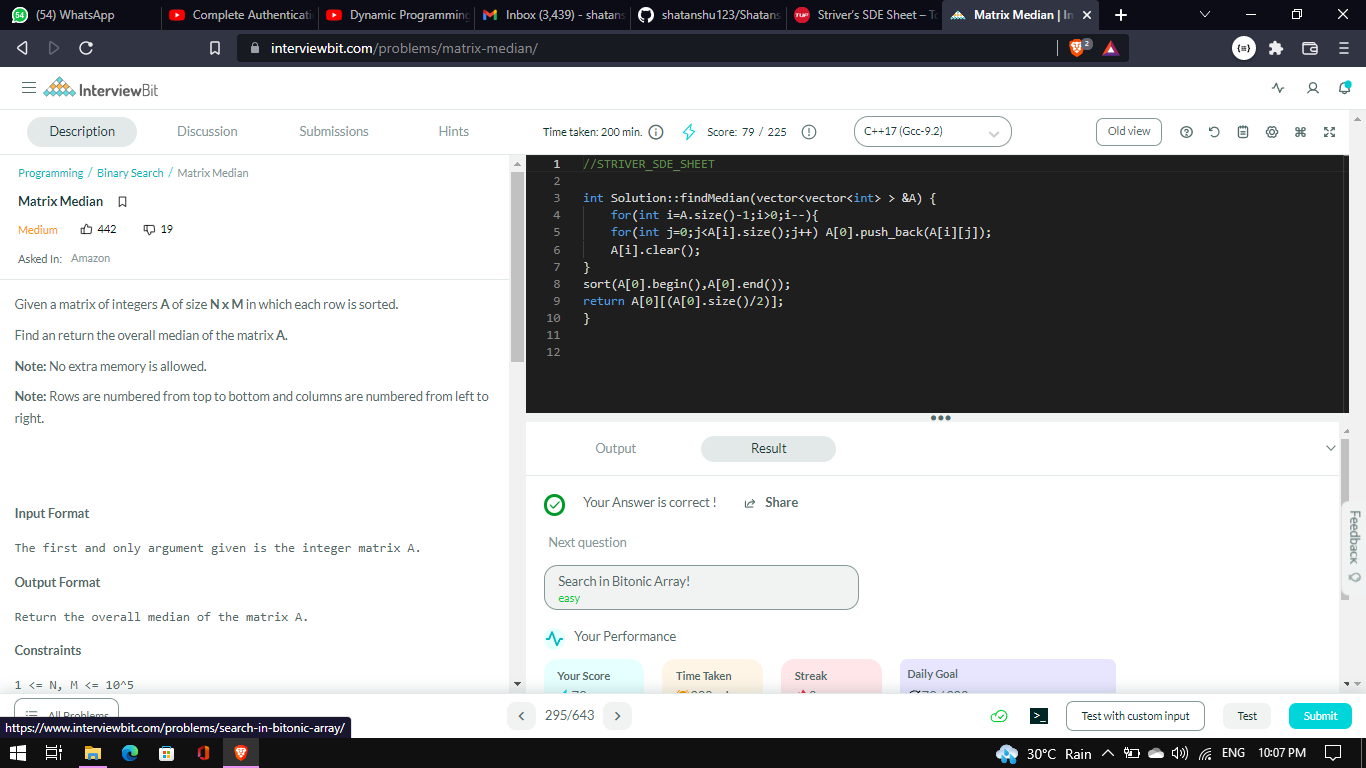 (54) WhatsApp
Complete Authenticati
Dynamic Programming
Inbox (3,439) - shatans
shatanshu123/Shatans
TUF
Striver's SDE Sheet – To
Matrix Median | In
interviewbit.com/problems/matrix-median/
2
InterviewBit
Description Discussion Submissions Hints
Time taken: 200 min. Score: 79 / 225
C++17 (Gcc-9.2)
Old view
Programming / Binary Search / Matrix Median
Matrix Median
Medium 442 19
Asked In: Amazon
Given a matrix of integers A of size N x M in which each row is sorted.
Find an return the overall median of the matrix A.
Note: No extra memory is allowed.
Note: Rows are numbered from top to bottom and columns are numbered from left to
right.
Input Format
The first and only argument given is the integer matrix A.
Output Format
Return the overall median of the matrix A.
Constraints
1 <= N, M <= 10^5
All Problems
https://www.interviewbit.com/problems/search-in-bitonic-array/
1 //STRIVER_SDE_SHEET
2
3 int Solution::findMedian(vector<vector<int> > &A) {
4 for(int i=A.size()-1;i>0;i--){
5 for(int j=0;j<A[i].size();j++) A[0].push_back(A[i][j]);
6 A[i].clear();
7 }
8 sort(A[0].begin(),A[0].end());
9 return A[0][(A[0].size()/2)];
10 }
11
12
Output Result
Your Answer is correct ! Share
Next question
Search in Bitonic Array!
easy
Your Performance
Your Score Time Taken Streak Daily Goal
Feedback
295/643
Test with custom input Test Submit
30°C Rain ENG 10:07 PM